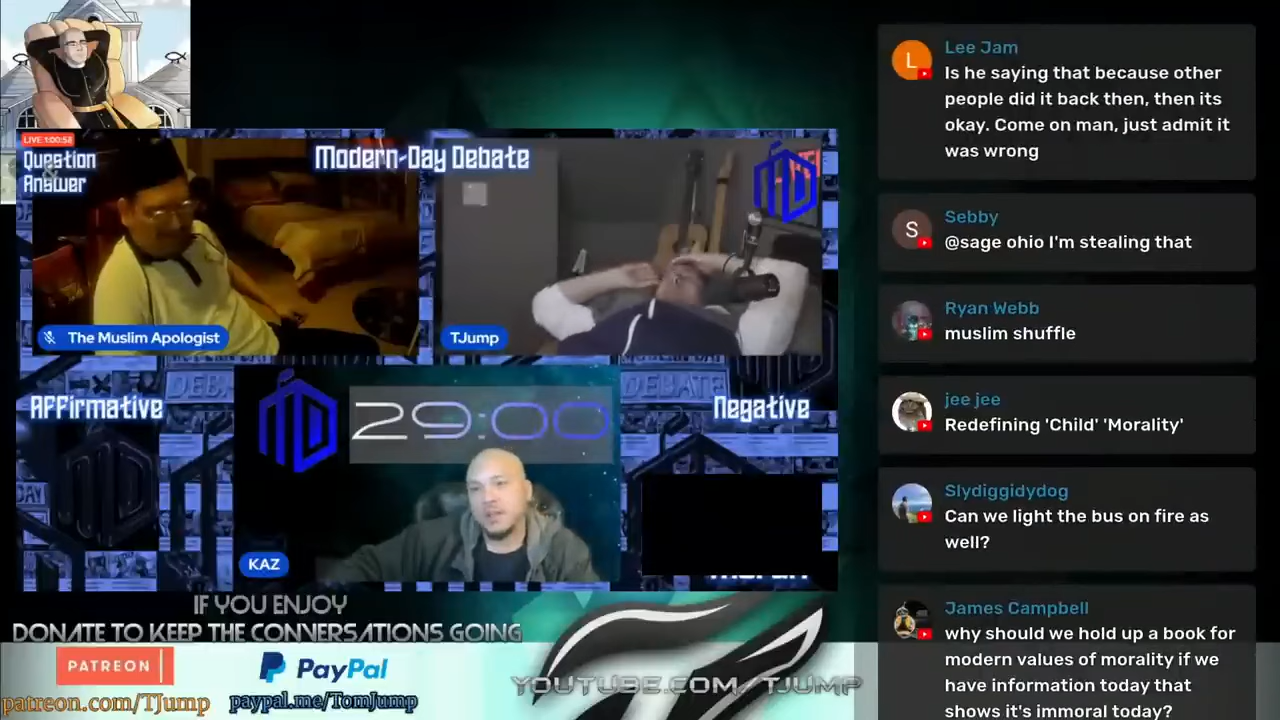 LIVE 1:00:52
Question
&
Answer
Modern-Day Debate
The Muslim Apologist
TJump
Affirmative
29:00
Negative
KAZ
IF YOU ENJOY
DONATE TO KEEP THE CONVERSATIONS GOING
PATREON
PayPal
patreon.com/TJump
paypal.me/TomJump
YOUTUBE.COM/TJUMP
Lee Jam
Is he saying that because other
people did it back then, then its
okay. Come on man, just admit it
was wrong
Sebby
@sage ohio I'm stealing that
Ryan Webb
muslim shuffle
jee jee
Redefining 'Child' 'Morality'
Slydiggidydog
Can we light the bus on fire as
well?
James Campbell
why should we hold up a book for
modern values of morality if we
have information today that
shows it's immoral today?